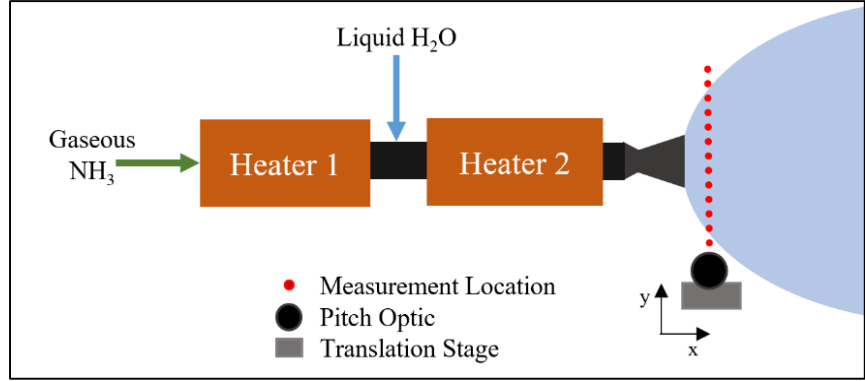 Liquid H₂O
Gaseous
NH₃
Heater 1
Heater 2
Measurement Location
Pitch Optic
Translation Stage
y
x